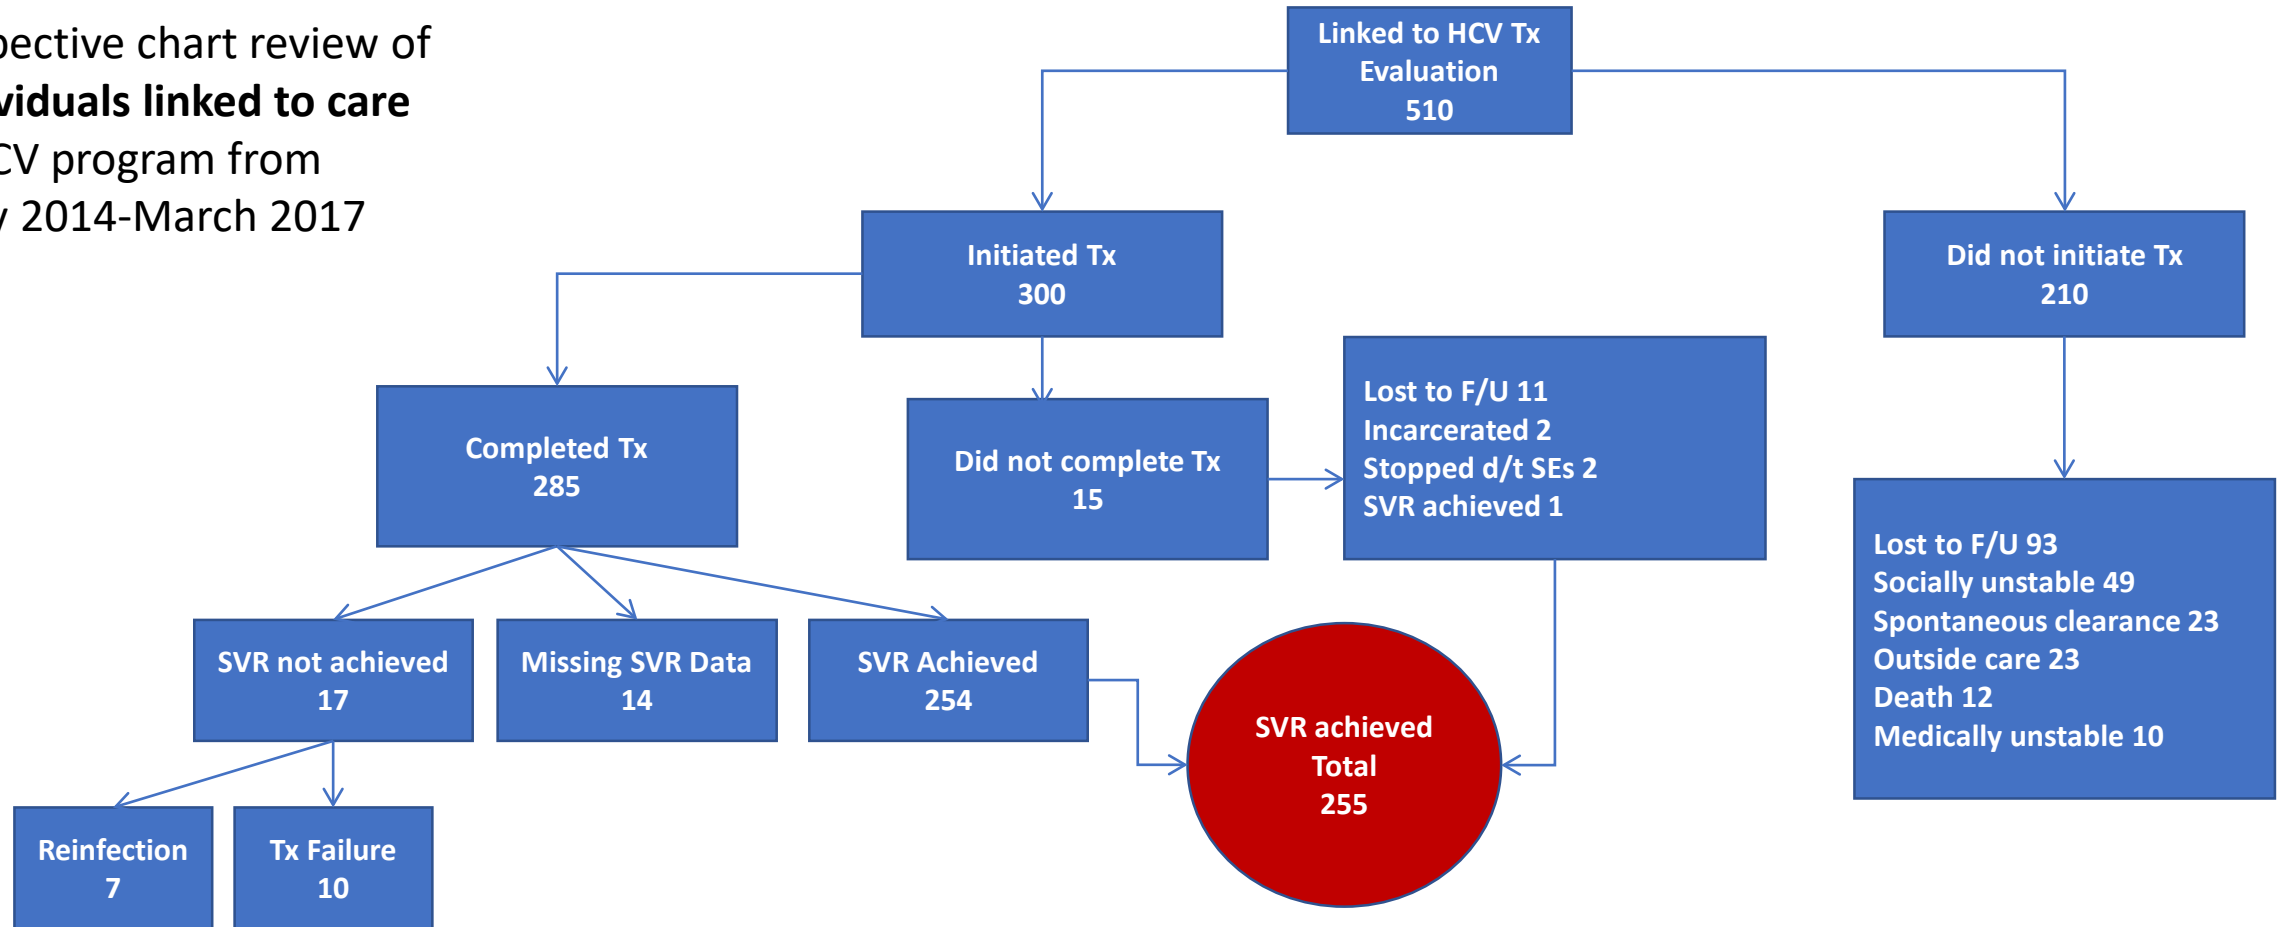 pective chart review of
viduals linked to care
CV program from
y 2014-March 2017
Linked to HCV Tx
Evaluation
510
Initiated Tx
300
Did not initiate Tx
210
Completed Tx
285
Did not complete Tx
15
Lost to F/U 11
Incarcerated 2
Stopped d/t SEs 2
SVR achieved 1
Lost to F/U 93
Socially unstable 49
Spontaneous clearance 23
Outside care 23
Death 12
Medically unstable 10
SVR not achieved
17
Missing SVR Data
14
SVR Achieved
254
SVR achieved
Total
255
Reinfection
7
Tx Failure
10